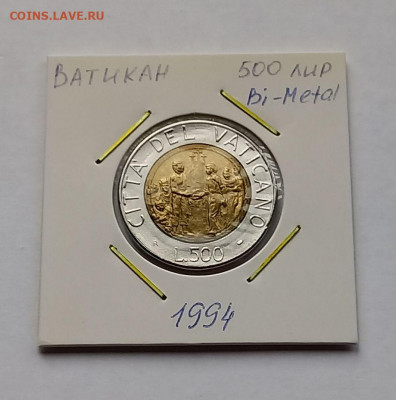 COINS.LAVE.RU
ВАТИКАН
500 лир
Bi-Metal
CITTA' DEL VATICANO
L.500
1994